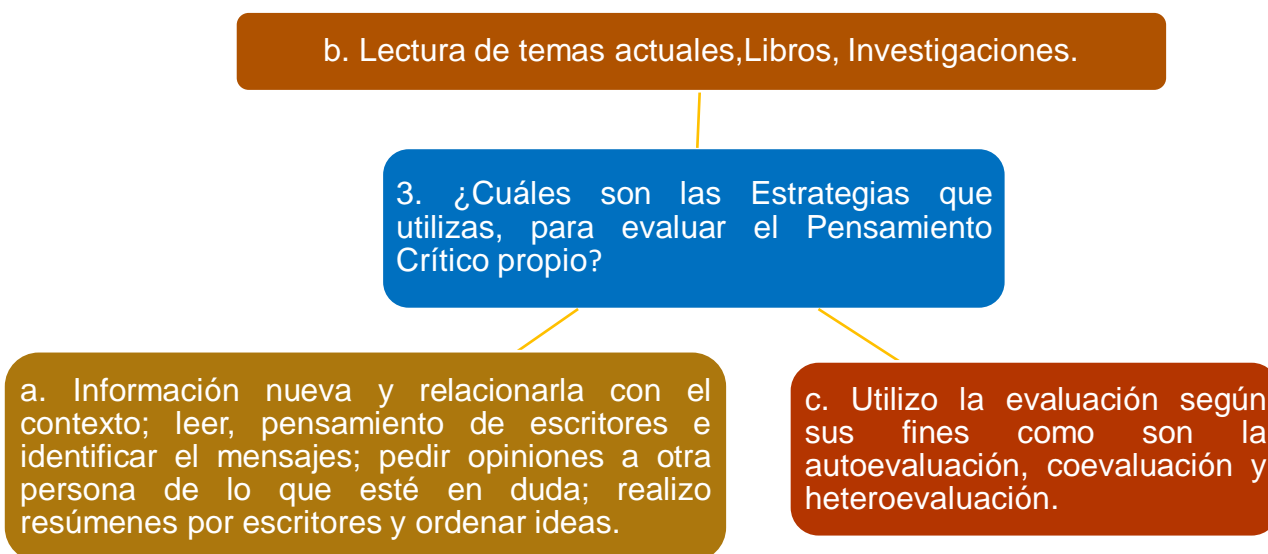 b. Lectura de temas actuales,Libros, Investigaciones.
3. ¿Cuáles son las Estrategias que
utilizas, para evaluar el Pensamiento
Crítico propio?
a. Información nueva y relacionarla con el
contexto; leer, pensamiento de escritores e
identificar el mensajes; pedir opiniones a otra
persona de lo que esté en duda; realizo
resúmenes por escritores y ordenar ideas.
c. Utilizo la evaluación según
sus fines como son la
autoevaluación, coevaluación y
heteroevaluación.